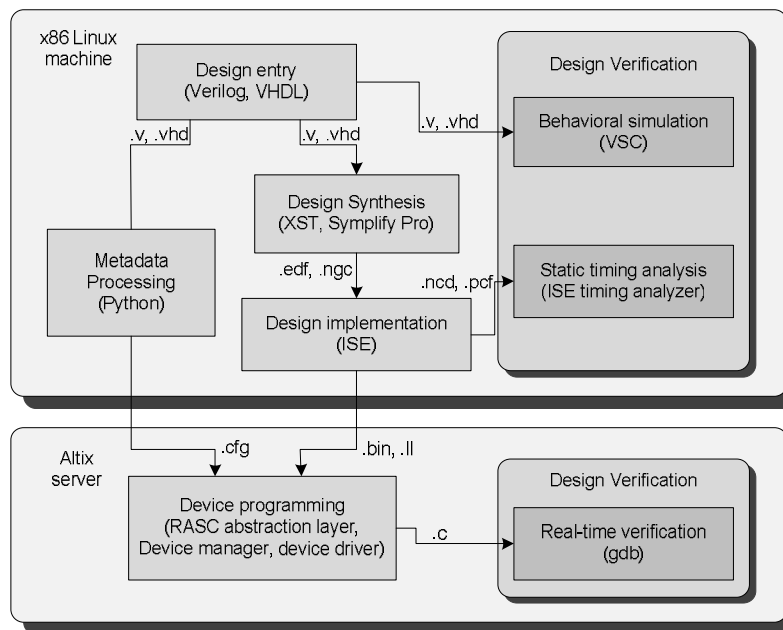 x86 Linux
machine
Design entry
(Verilog, VHDL)
Design Verification
.v, .vhd
.v, .vhd
.v, .vhd
Behavioral simulation
(VSC)
Design Synthesis
(XST, Symplify Pro)
Metadata
Processing
(Python)
.edf, .ngc
.ncd, .pcf
Static timing analysis
(ISE timing analyzer)
Design implementation
(ISE)
Altix
server
.cfg
.bin, .ll
Design Verification
Device programming
(RASC abstraction layer,
Device manager, device driver)
.c
Real-time verification
(gdb)